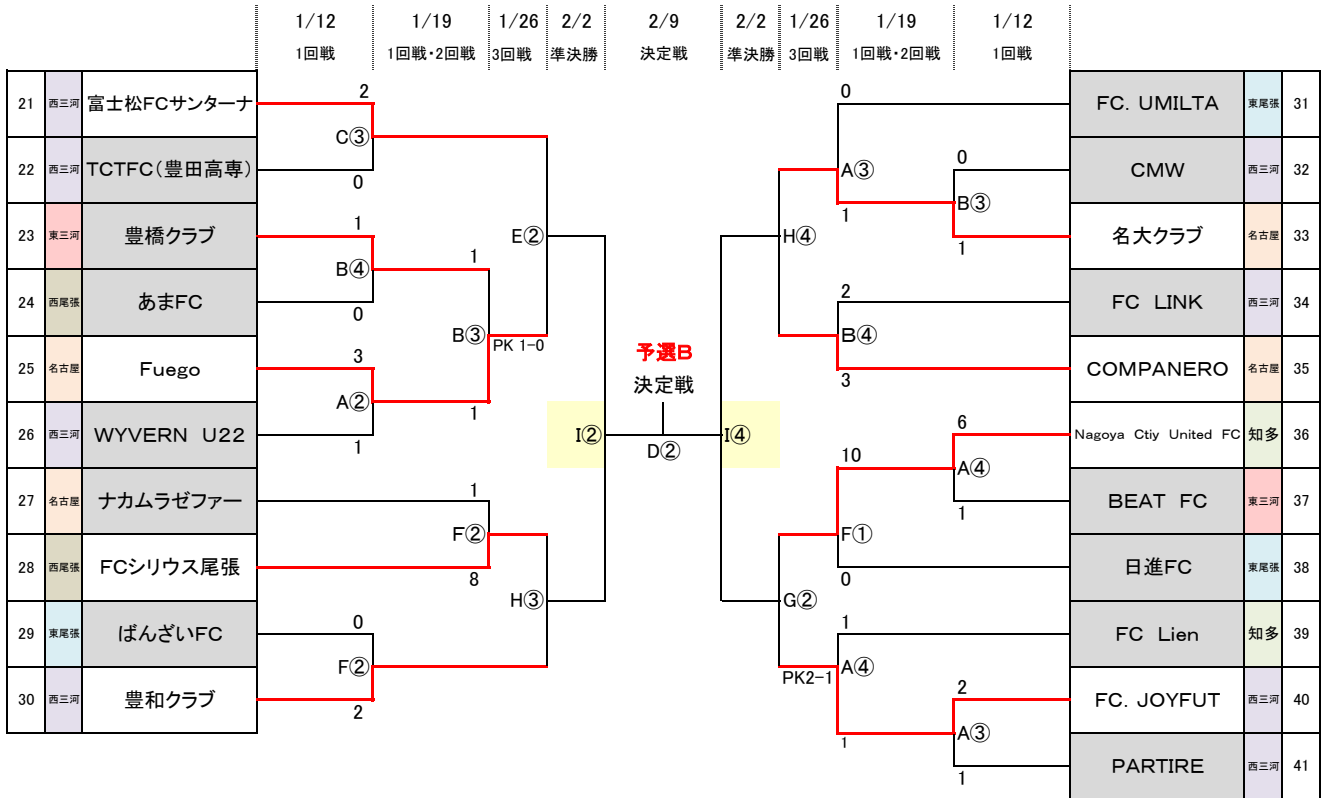 1/12 1/19 1/26 2/2 2/9 2/2 1/26 1/19 1/12
1回戦 1回戦・2回戦 3回戦 準決勝 決定戦 準決勝 3回戦 1回戦・2回戦 1回戦
21 西三河 富士松FCサンターナ
22 西三河 TCTFC（豊田高専）
23 東三河 豊橋クラブ
24 西尾張 あまFC
25 名古屋 Fuego
26 西三河 WYVERN U22
27 名古屋 ナカムラゼファー
28 西尾張 FCシリウス尾張
29 東尾張 ばんざいFC
30 西三河 豊和クラブ
2
C③
0
1
B④
0
3
A②
1
0
F②
2
1
B③
1
PK 1-0
1
F②
8
E②
H③
I②
予選B
決定戦
D②
I④
H④
G②
0
A③
1
2
B④
3
10
F①
0
1
A④
PK2-1
1
0
B③
1
6
A④
1
2
A③
1
FC. UMILTA 東尾張 31
CMW 西三河 32
名大クラブ 名古屋 33
FC LINK 西三河 34
COMPANERO 名古屋 35
Nagoya Ctiy United FC 知多 36
BEAT FC 東三河 37
日進FC 東尾張 38
FC Lien 知多 39
FC. JOYFUT 西三河 40
PARTIRE 西三河 41